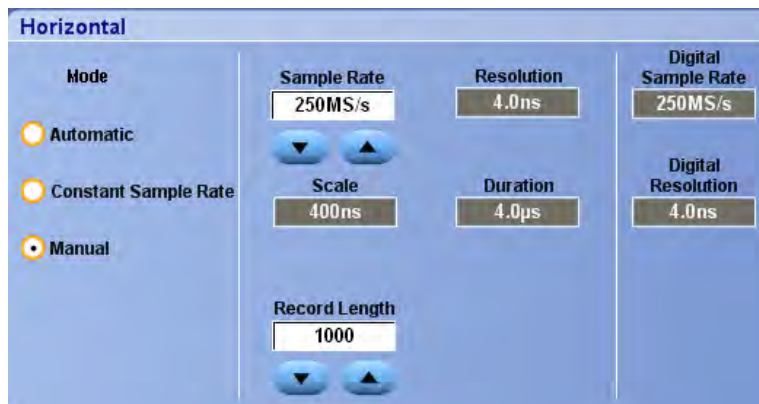 Horizontal
Mode
Automatic
Constant Sample Rate
Manual
Sample Rate
250MS/s
Scale
400ns
Record Length
1000
Resolution
4.0ns
Duration
4.0µs
Digital
Sample Rate
250MS/s
Digital
Resolution
4.0ns